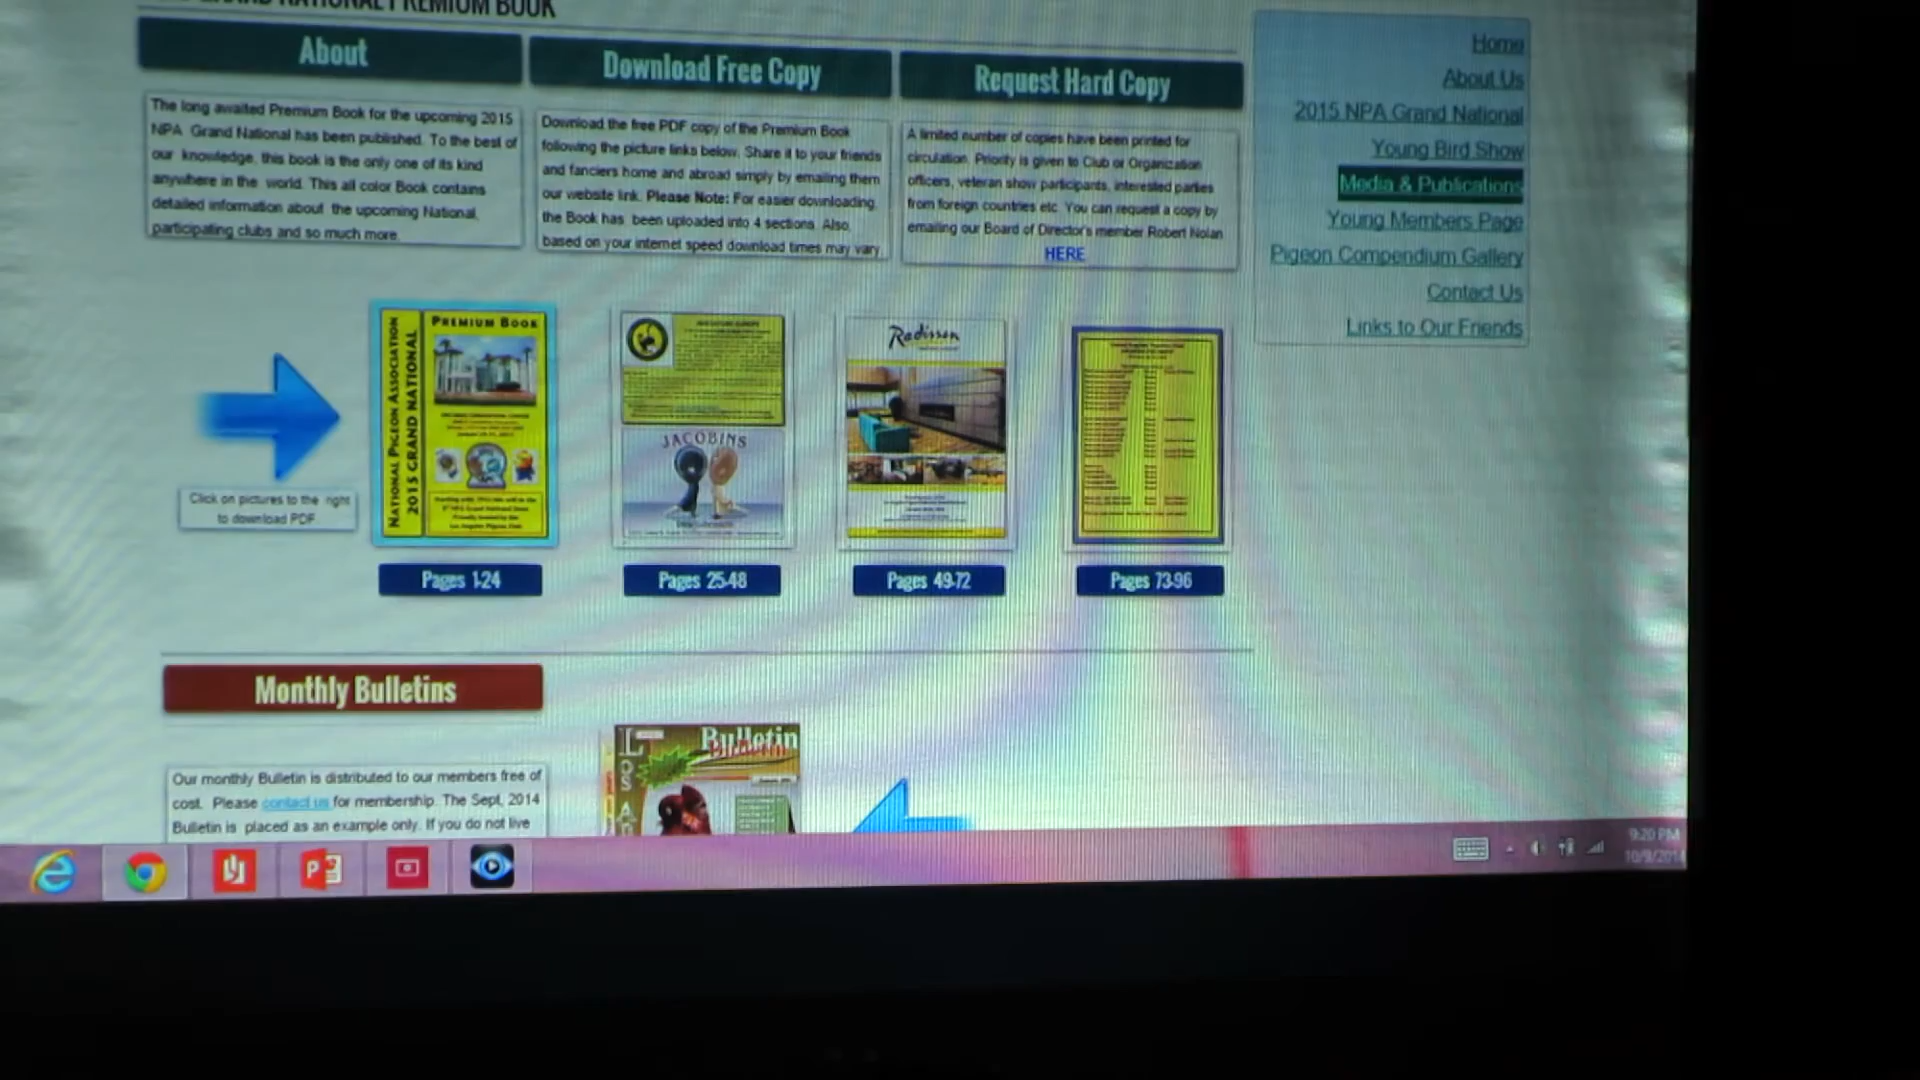 GRAND NATIONAL PREMIUM BOOK
About
The long awaited Premium Book for the upcoming 2015
NPA Grand National has been published. To the best of
our knowledge, this book is the only one of its kind
anywhere in the world. This all color Book contains
detailed information about the upcoming National,
participating clubs and so much more.
Download Free Copy
Download the free PDF copy of the Premium Book
following the picture links below. Share it to your friends
and fanciers home and abroad simply by emailing them
our website link. Please Note: For easier downloading,
the Book has been uploaded into 4 sections. Also,
based on your internet speed download times may vary
Request Hard Copy
A limited number of copies have been printed for
circulation. Priority is given to Club or Organization
officers, veteran show participants, interested parties
from foreign countries etc. You can request a copy by
emailing our Board of Director's member Robert Nolan
HERE
Home
About Us
2015 NPA Grand National
Young Bird Show
Media & Publications
Young Members Page
Pigeon Compendium Gallery
Contact Us
Links to Our Friends
Click on pictures to the right
to download PDF
NATIONAL PIGEON ASSOCIATION
2015 GRAND NATIONAL
PREMIUM BOOK
JACOBINS
Radisson
Pages 1-24
Pages 25-48
Pages 49-72
Pages 73-96
Monthly Bulletins
Our monthly Bulletin is distributed to our members free of
cost. Please contact us for membership. The Sept, 2014
Bulletin is placed as an example only. If you do not live
Bulletin
9:20 PM
10/9/2014